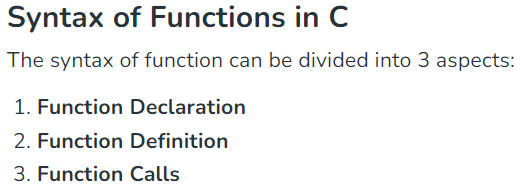 Syntax of Functions in C
The syntax of function can be divided into 3 aspects:
1. Function Declaration
2. Function Definition
3. Function Calls